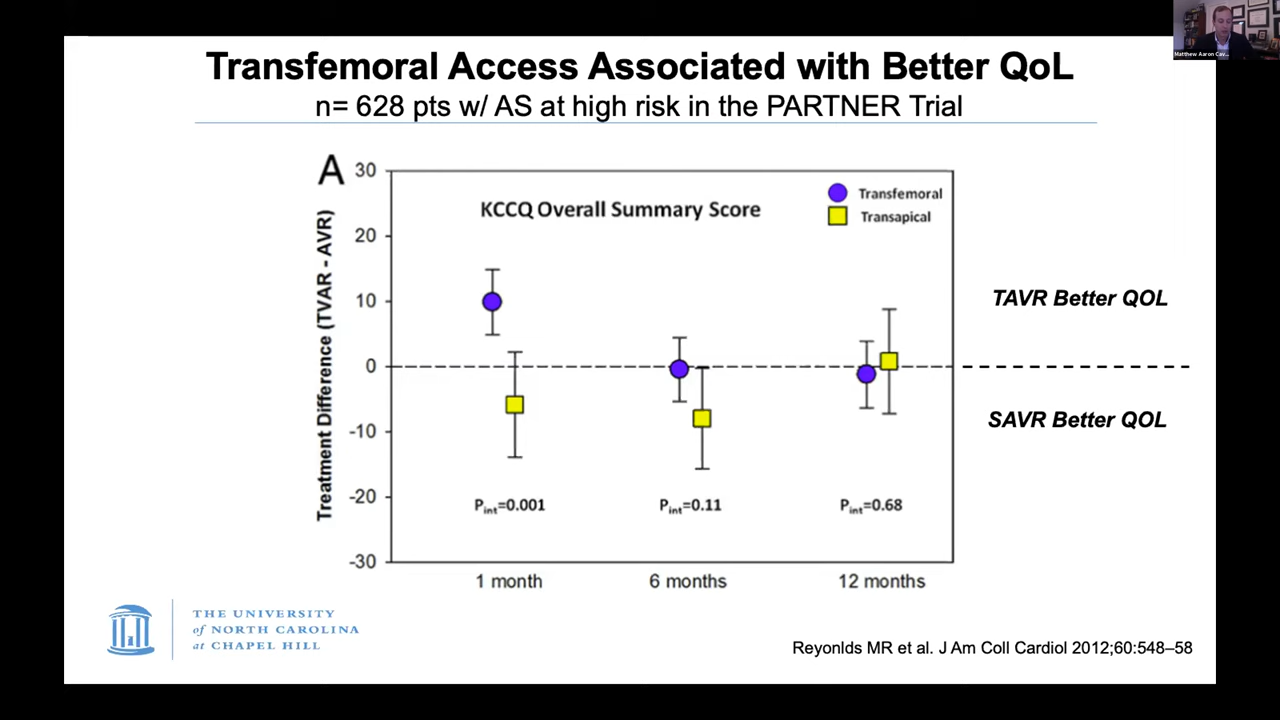 Transfemoral Access Associated with Better QoL
n= 628 pts w/ AS at high risk in the PARTNER Trial
Matthew Aaron Cav...
A
KCCQ Overall Summary Score
Transfemoral
Transapical
Treatment Difference (TVAR - AVR)
30
20
10
0
-10
-20
-30
TAVR Better QOL
SAVR Better QOL
Pint=0.001
Pint=0.11
Pint=0.68
1 month
6 months
12 months
THE UNIVERSITY
of NORTH CAROLINA
at CHAPEL HILL
Reyonlds MR et al. J Am Coll Cardiol 2012;60:548–58